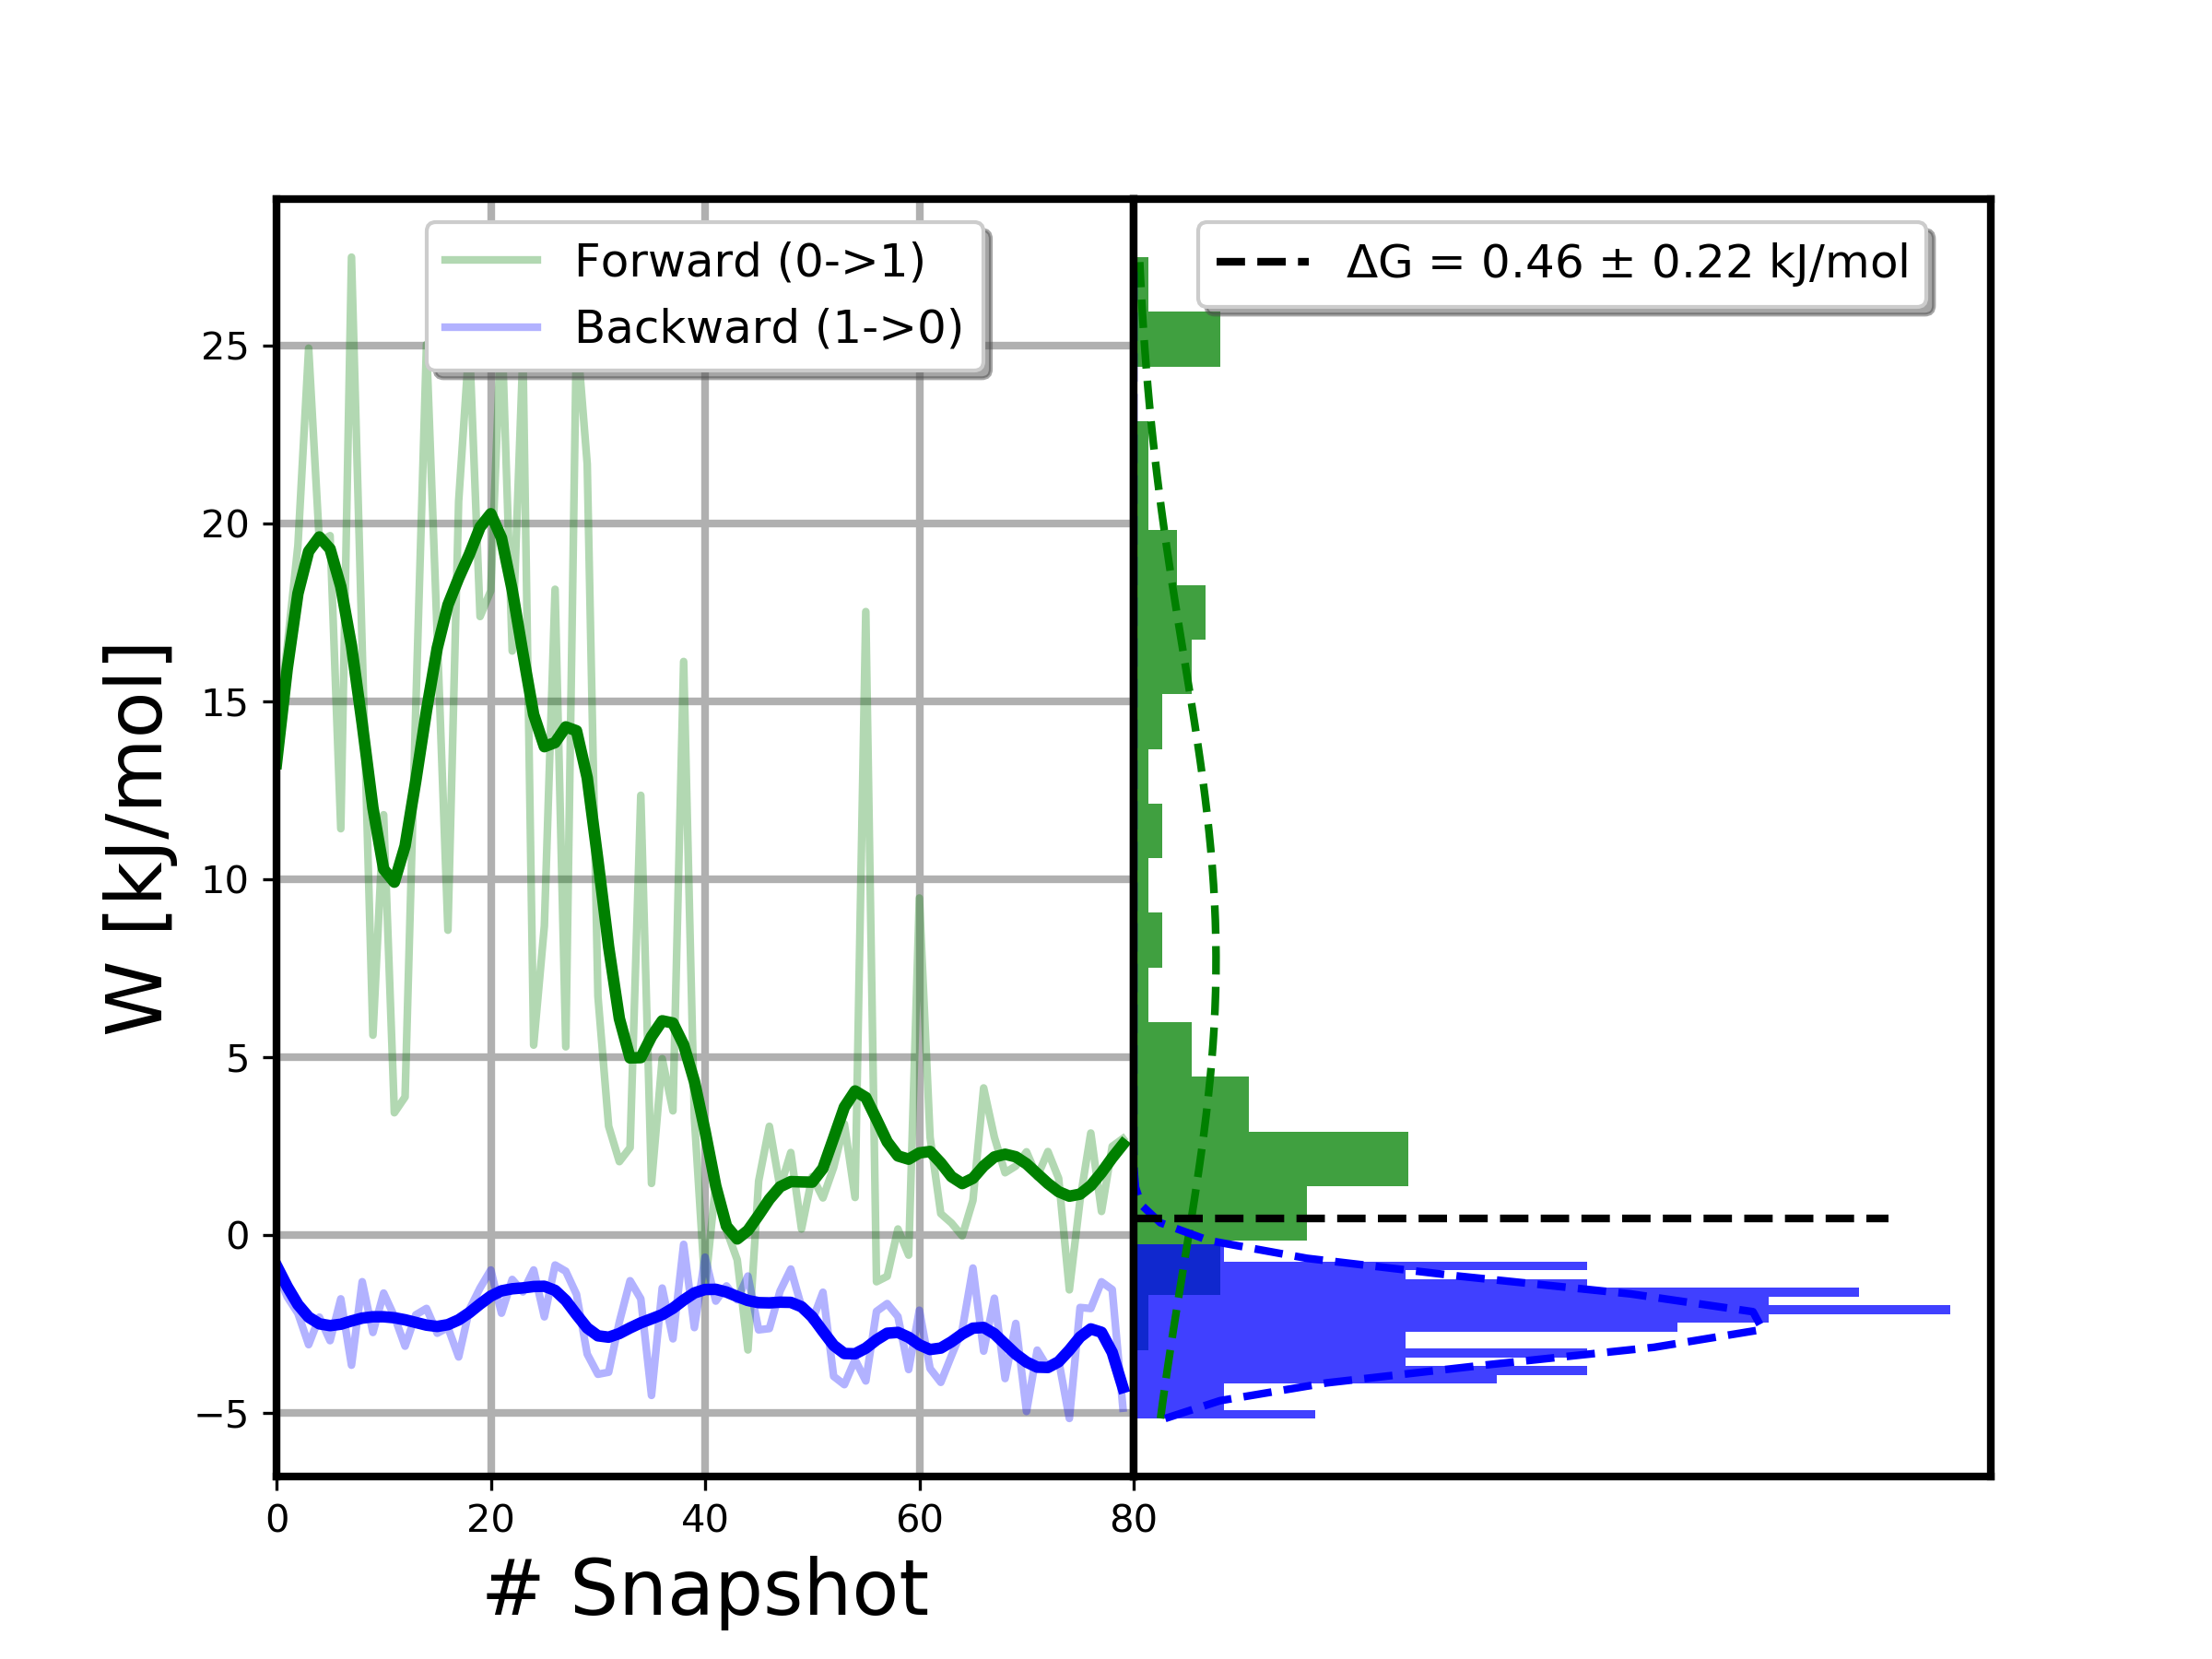 Forward (0->1)
Backward (1->0)
ΔG = 0.46 ± 0.22 kJ/mol
W [kJ/mol]
25
20
15
10
5
0
−5
0 20 40 60 80
# Snapshot